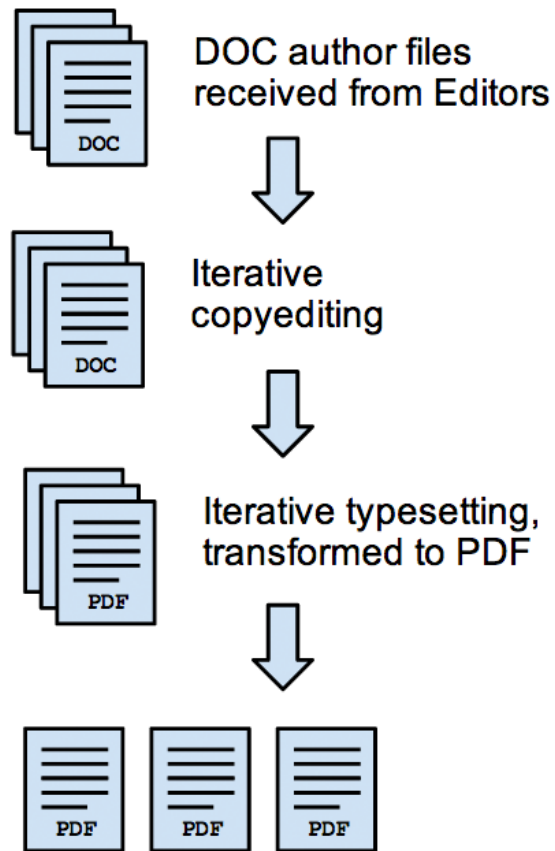 DOC author files
received from Editors
DOC
Iterative
copyediting
DOC
Iterative typesetting,
transformed to PDF
PDF
PDF
PDF
PDF